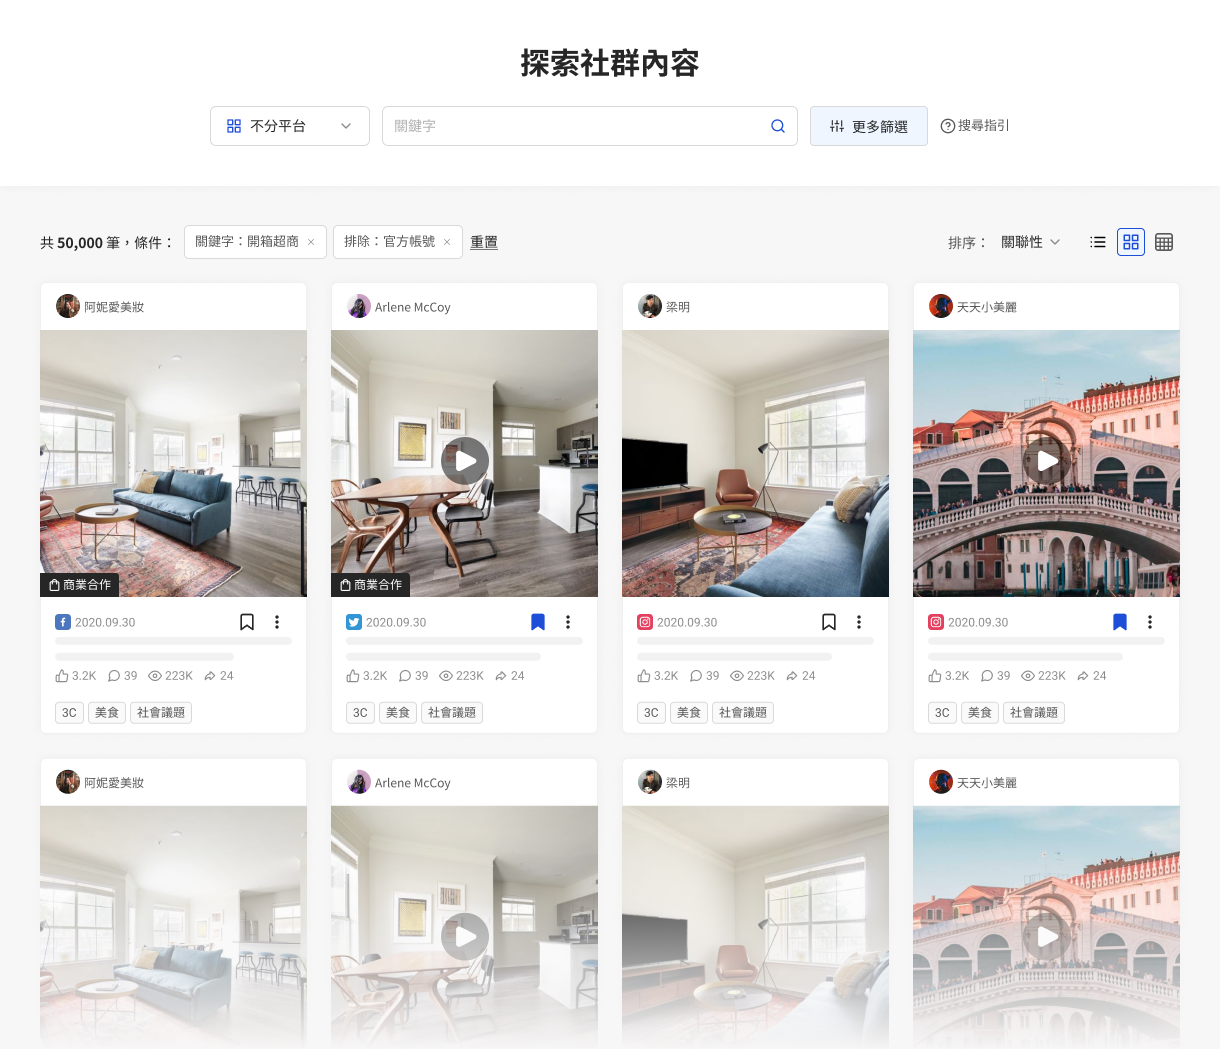 探索社群內容
不分平台
關鍵字
更多篩選
搜尋指引
共 50,000 筆，條件：
關鍵字：開箱超商 ×
排除：官方帳號 ×
重置
排序：
關聯性
阿妮愛美妝
Arlene McCoy
梁明
天天小美麗
商業合作
商業合作
2020.09.30
2020.09.30
2020.09.30
2020.09.30
3.2K 39 223K 24
3.2K 39 223K 24
3.2K 39 223K 24
3.2K 39 223K 24
3C 美食 社會議題
3C 美食 社會議題
3C 美食 社會議題
3C 美食 社會議題
阿妮愛美妝
Arlene McCoy
梁明
天天小美麗